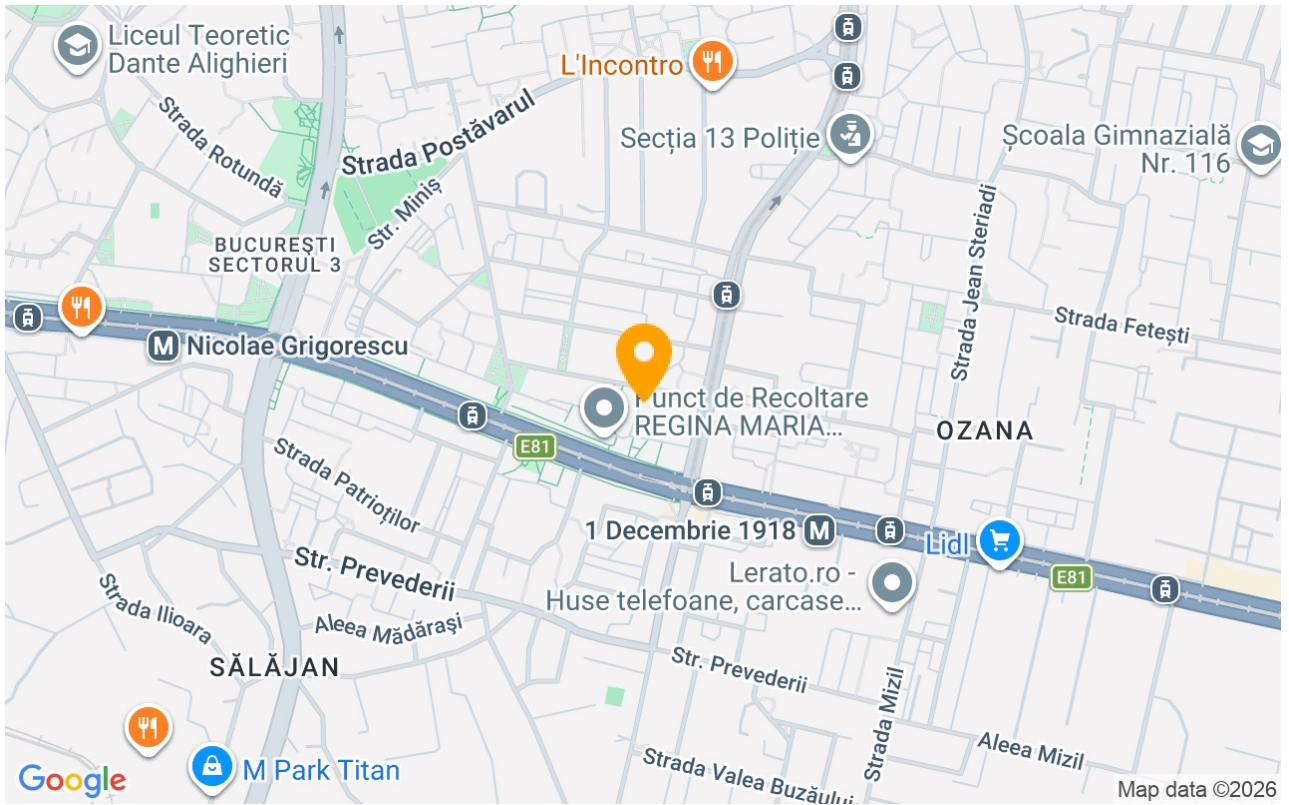 Liceul Teoretic
Dante Alighieri
L'Incontro
Strada Rotundă
Strada Postăvarul
Secția 13 Poliție
Școala Gimnazială
Nr. 116
Str. Miniș
BUCUREȘTI
SECTORUL 3
Strada Jean Steriadi
Strada Fetești
M Nicolae Grigorescu
Punct de Recoltare
REGINA MARIA...
OZANA
E81
Strada Patrioților
1 Decembrie 1918 M
Lidl
Str. Prevederii
Lerato.ro -
Huse telefoane, carcase...
E81
Strada Ilioara
Aleea Mădărași
SĂLĂJAN
Str. Prevederii
Strada Mizil
Aleea Mizil
M Park Titan
Strada Valea Buzăului
Google
Map data ©2026